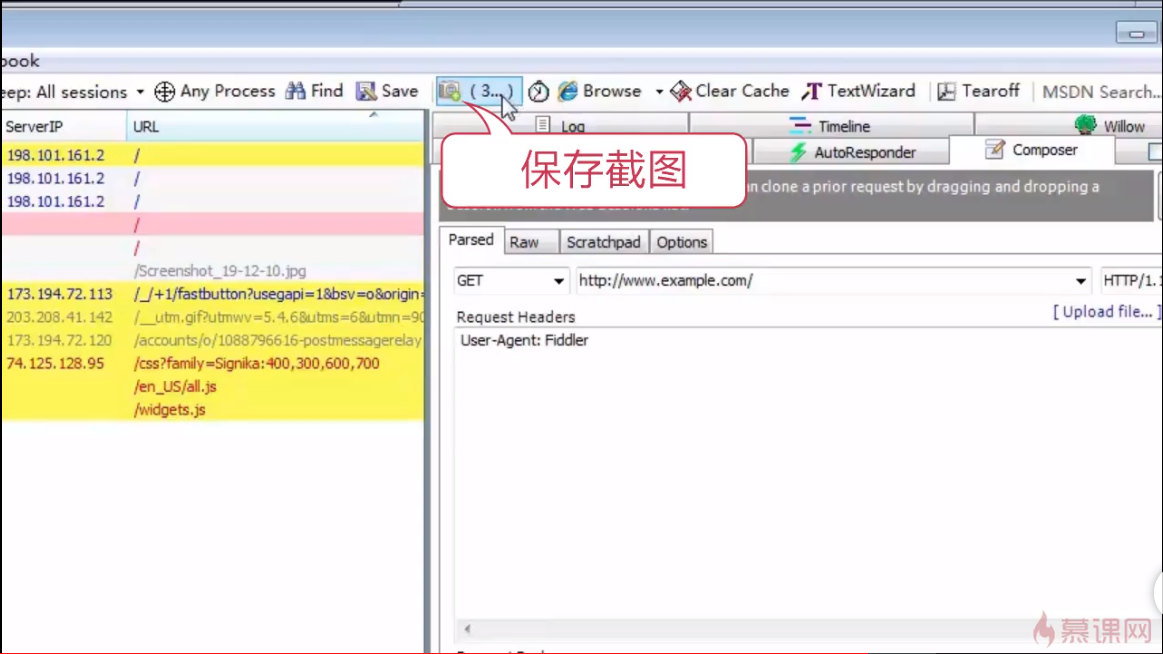 book
eep: All sessions Any Process Find Save ( 3... ) Browse Clear Cache TextWizard Tearoff MSDN Search...
ServerIP URL
198.101.161.2 /
198.101.161.2 /
198.101.161.2 /
/
/
/Screenshot_19-12-10.jpg
173.194.72.113 /_/+1/fastbutton?usegapi=1&bsv=o&origin=
203.208.41.142 /__utm.gif?utmwv=5.4.6&utms=6&utmn=90
173.194.72.120 /accounts/o/1088796616-postmessagerelay
74.125.128.95 /css?family=Signika:400,300,600,700
/en_US/all.js
/widgets.js
Log Timeline Willow
AutoResponder Composer
保存截图
an clone a prior request by dragging and dropping a
Parsed Raw Scratchpad Options
GET http://www.example.com/ HTTP/1.1
Request Headers [ Upload file... ]
User-Agent: Fiddler
慕课网